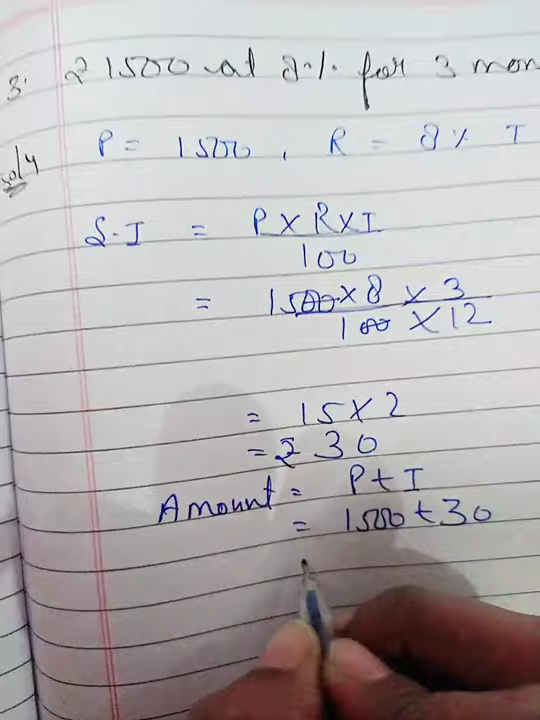 3. ₹1500 at 8% for 3 mon
Soln P = 1500, R = 8% T
S.I = P × R × I
100
= 1500 × 8 × 3
100 × 12
= 15 × 2
= ₹ 30
Amount = P + I
= 1500 + 30